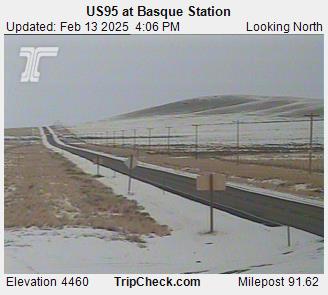 US95 at Basque Station
Updated: Feb 13 2025 4:06 PM Looking North
Elevation 4460 TripCheck.com Milepost 91.62